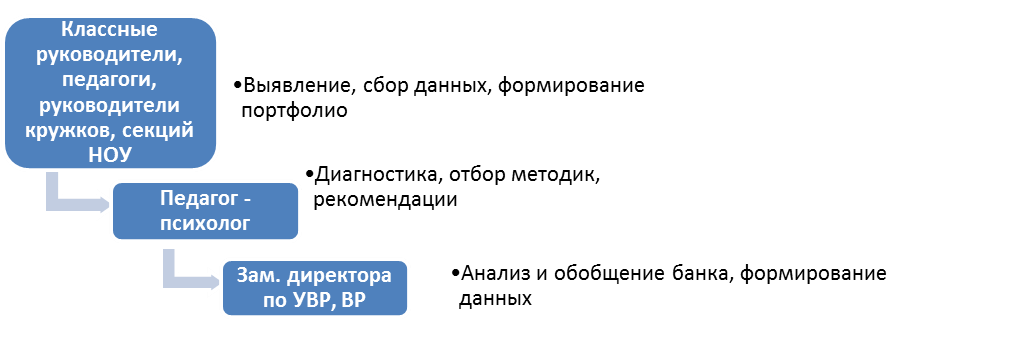 Классные
руководители,
педагоги,
руководители
кружков, секций
НОУ
•Выявление, сбор данных, формирование
портфолио
Педагог -
психолог
•Диагностика, отбор методик,
рекомендации
Зам. директора
по УВР, ВР
•Анализ и обобщение банка, формирование
данных